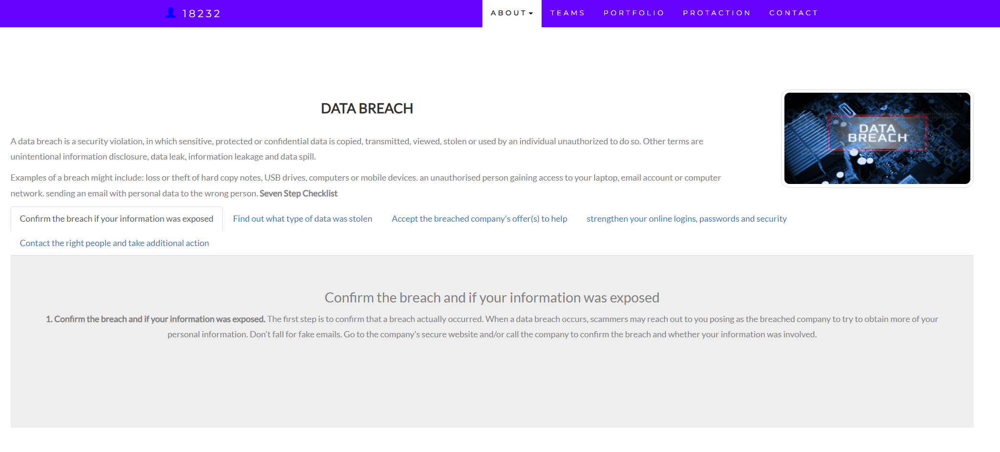 18232
ABOUT TEAMS PORTFOLIO PROTACTION CONTACT
DATA BREACH
DATA
BREACH
A data breach is a security violation, in which sensitive, protected or confidential data is copied, transmitted, viewed, stolen or used by an individual unauthorized to do so. Other terms are
unintentional information disclosure, data leak, information leakage and data spill.
Examples of a breach might include: loss or theft of hard copy notes, USB drives, computers or mobile devices. an unauthorised person gaining access to your laptop, email account or computer
network. sending an email with personal data to the wrong person. Seven Step Checklist
Confirm the breach if your information was exposed Find out what type of data was stolen Accept the breached company's offer(s) to help strengthen your online logins, passwords and security
Contact the right people and take additional action
Confirm the breach and if your information was exposed
1. Confirm the breach and if your information was exposed. The first step is to confirm that a breach actually occurred. When a data breach occurs, scammers may reach out to you posing as the breached company to try to obtain more of your
personal information. Don't fall for fake emails. Go to the company's secure website and/or call the company to confirm the breach and whether your information was involved.